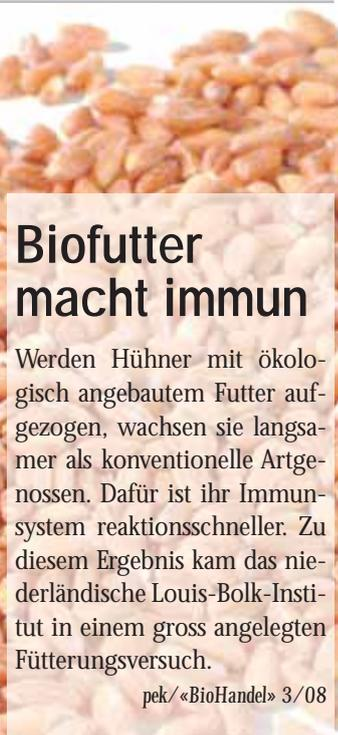 Biofutter
macht immun
Werden Hühner mit ökolo-
gisch angebautem Futter auf-
gezogen, wachsen sie langsa-
mer als konventionelle Artge-
nossen. Dafür ist ihr Immun-
system reaktionsschneller. Zu
diesem Ergebnis kam das nie-
derländische Louis-Bolk-Insti-
tut in einem gross angelegten
Fütterungsversuch.
pek/«BioHandel» 3/08